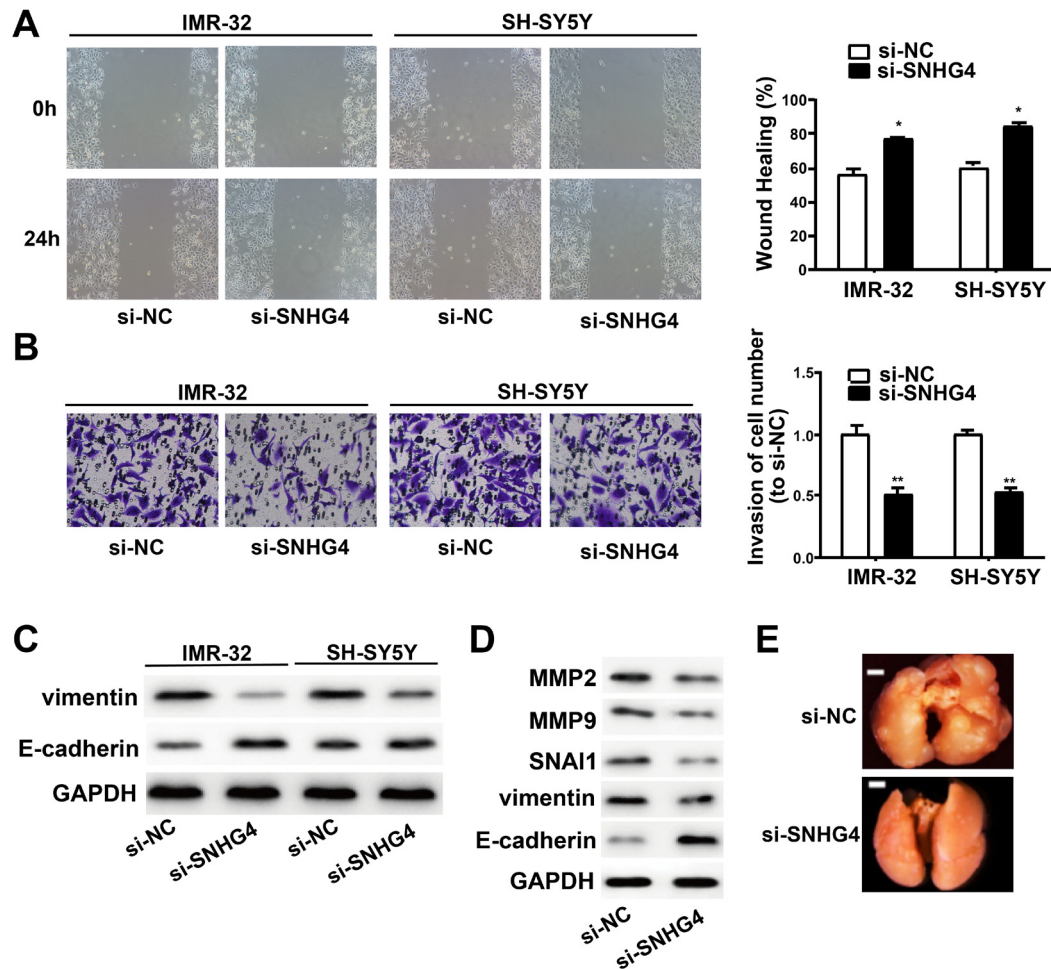 A
IMR-32
SH-SY5Y
0h
24h
si-NC
si-SNHG4
si-NC
si-SNHG4
si-NC
si-SNHG4
Wound Healing (%)
100
80
60
40
20
0
*
*
IMR-32
SH-SY5Y
B
IMR-32
SH-SY5Y
si-NC
si-SNHG4
si-NC
si-SNHG4
si-NC
si-SNHG4
Invasion of cell number
(to si-NC)
1.5
1.0
0.5
0.0
**
**
IMR-32
SH-SY5Y
C
IMR-32
SH-SY5Y
vimentin
E-cadherin
GAPDH
si-NC
si-SNHG4
si-NC
si-SNHG4
D
MMP2
MMP9
SNAI1
vimentin
E-cadherin
GAPDH
si-NC
si-SNHG4
E
si-NC
si-SNHG4